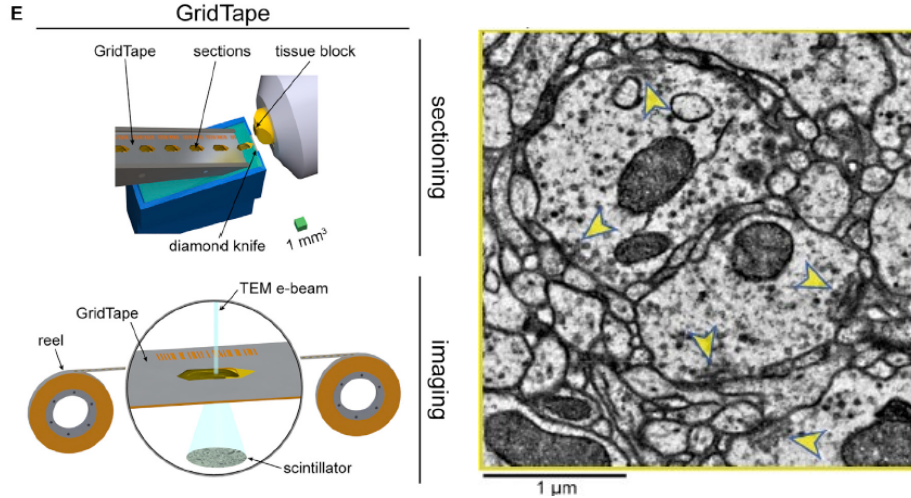 E
GridTape
GridTape
sections
tissue block
sectioning
diamond knife
1 mm³
TEM e-beam
GridTape
reel
imaging
scintillator
1 µm